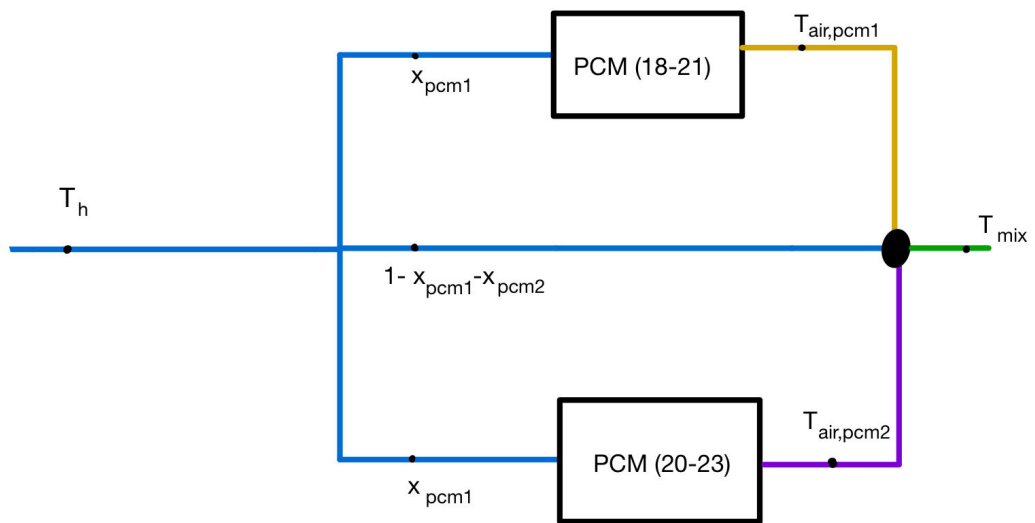 T air,pcm1
PCM (18-21)
x pcm1
T h
T mix
1- x pcm1 -x pcm2
T air,pcm2
PCM (20-23)
x pcm1